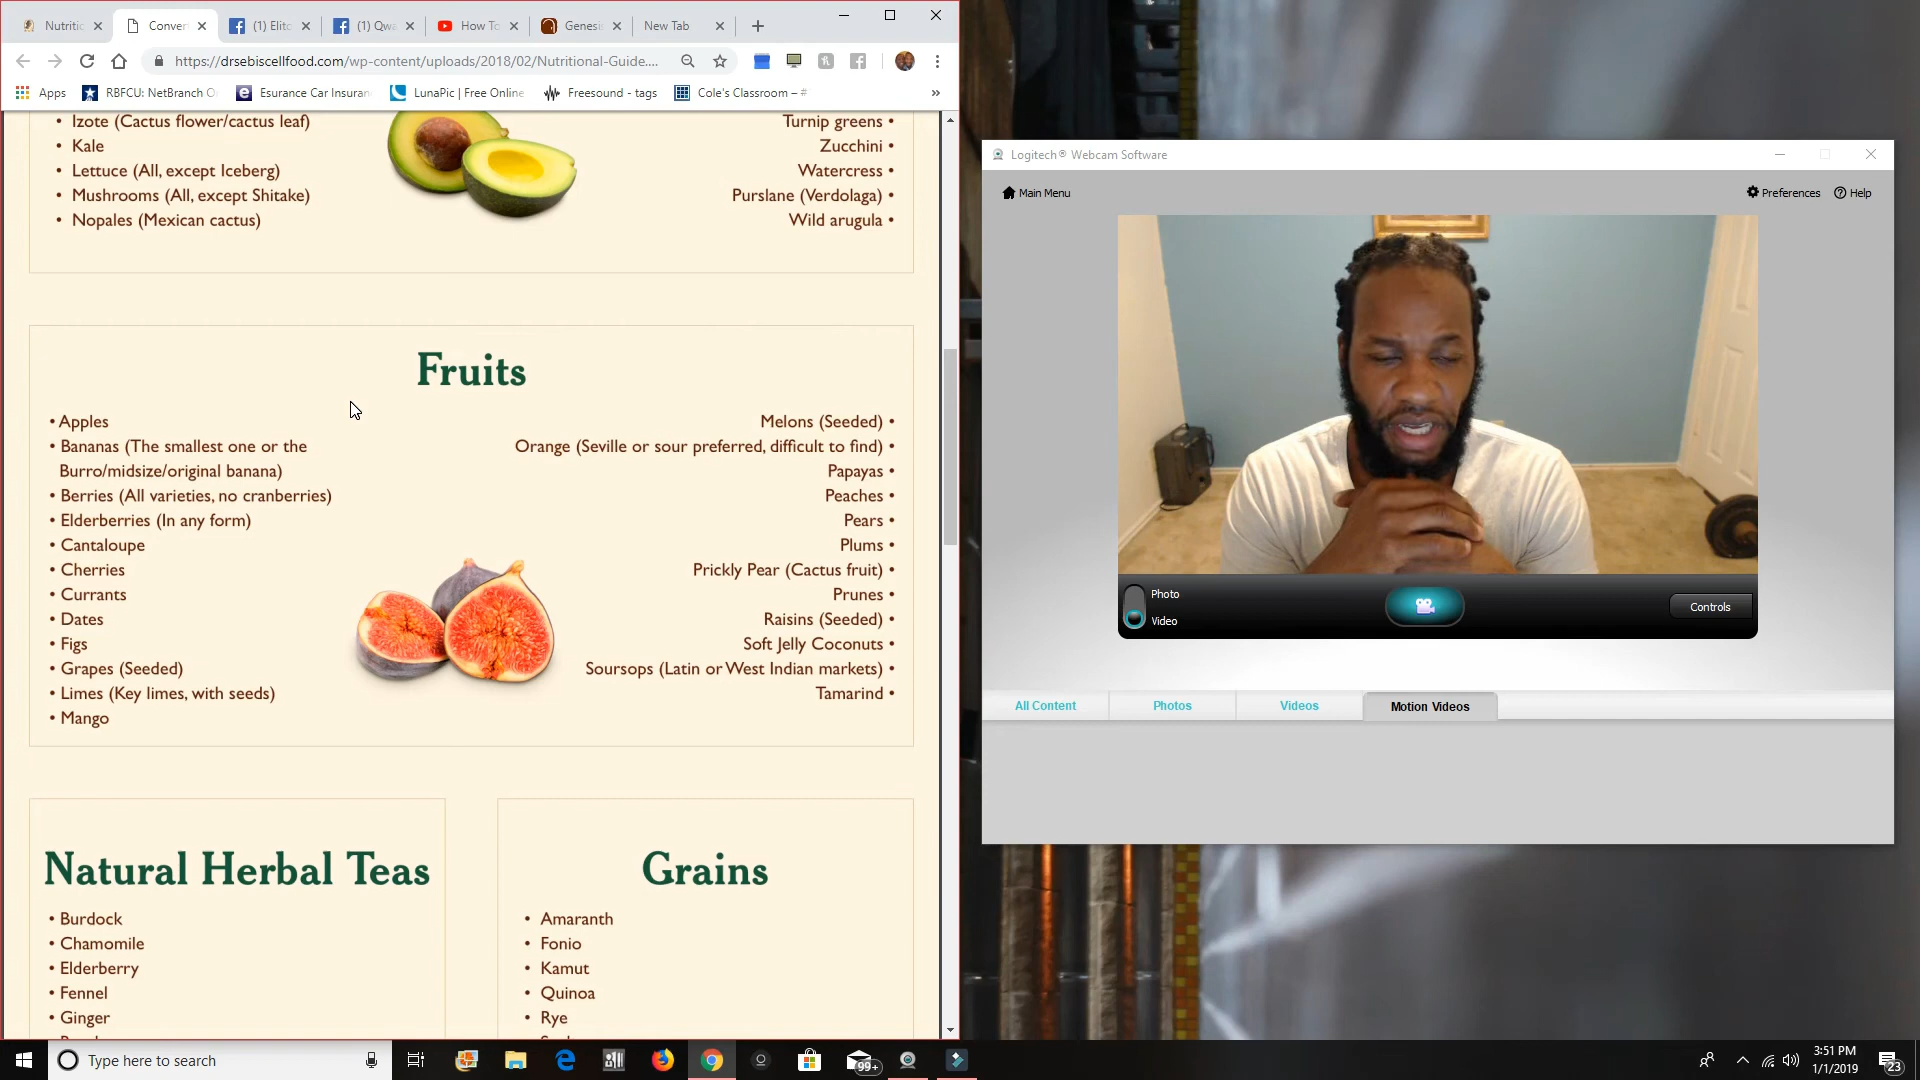 Nutritic
Conver
(1) Elitc
(1) Qwa
How To
Genesi
New Tab
https://drsebiscellfood.com/wp-content/uploads/2018/02/Nutritional-Guide....
Apps
RBFCU: NetBranch O
Esurance Car Insuran
LunaPic | Free Online
Freesound - tags
Cole's Classroom – #
»
• Izote (Cactus flower/cactus leaf)
• Kale
• Lettuce (All, except Iceberg)
• Mushrooms (All, except Shitake)
• Nopales (Mexican cactus)
Turnip greens •
Zucchini •
Watercress •
Purslane (Verdolaga) •
Wild arugula •
Fruits
• Apples
• Bananas (The smallest one or the
Burro/midsize/original banana)
• Berries (All varieties, no cranberries)
• Elderberries (In any form)
• Cantaloupe
• Cherries
• Currants
• Dates
• Figs
• Grapes (Seeded)
• Limes (Key limes, with seeds)
• Mango
Melons (Seeded) •
Orange (Seville or sour preferred, difficult to find) •
Papayas •
Peaches •
Pears •
Plums •
Prickly Pear (Cactus fruit) •
Prunes •
Raisins (Seeded) •
Soft Jelly Coconuts •
Soursops (Latin or West Indian markets) •
Tamarind •
Natural Herbal Teas
• Burdock
• Chamomile
• Elderberry
• Fennel
• Ginger
Grains
• Amaranth
• Fonio
• Kamut
• Quinoa
• Rye
Logitech® Webcam Software
Main Menu
Preferences
Help
Photo
Video
Controls
All Content
Photos
Videos
Motion Videos
Type here to search
99+
3:51 PM
1/1/2019
23